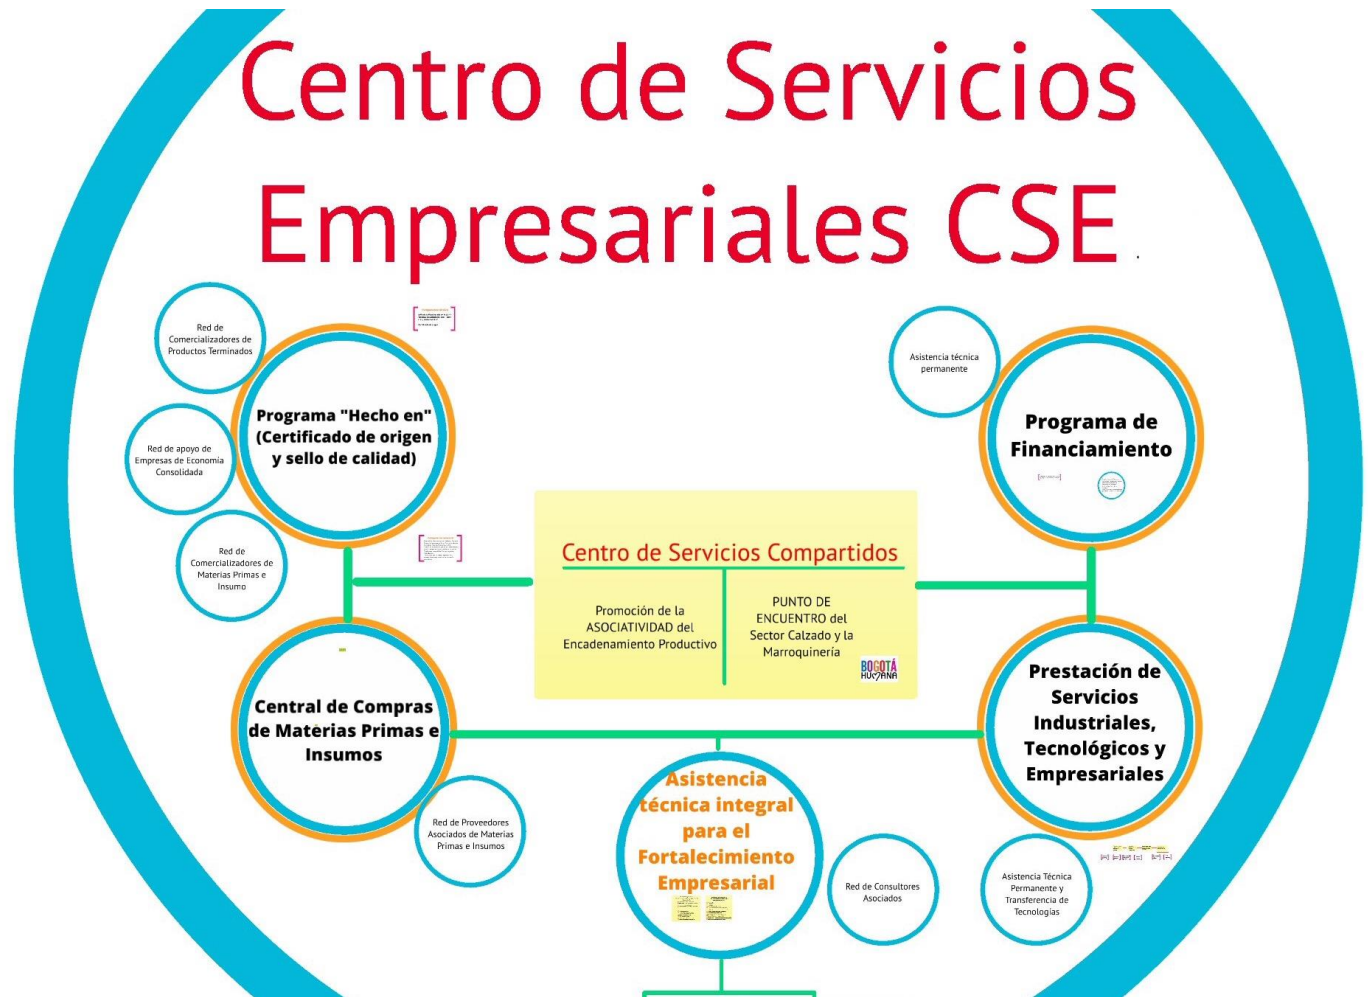 Centro de Servicios
Empresariales CSE .
Red de
Comercializadores de
Productos Terminados
Programa "Hecho en"
(Certificado de origen
y sello de calidad)
Red de apoyo de
Empresas de Economía
Consolidada
Red de
Comercializadores de
Materias Primas e
Insumo
Asistencia técnica
permanente
Programa de
Financiamiento
Centro de Servicios Compartidos
Promoción de la
ASOCIATIVIDAD del
Encadenamiento Productivo
PUNTO DE
ENCUENTRO del
Sector Calzado y la
Marroquinería
BOGOTÁ
HUMANA
Central de Compras
de Materias Primas e
Insumos
Red de Proveedores
Asociados de Materias
Primas e Insumos
Asistencia
técnica integral
para el
Fortalecimiento
Empresarial
Red de Consultores
Asociados
Prestación de
Servicios
Industriales,
Tecnológicos y
Empresariales
Asistencia Técnica
Permanente y
Transferencia de
Tecnologías